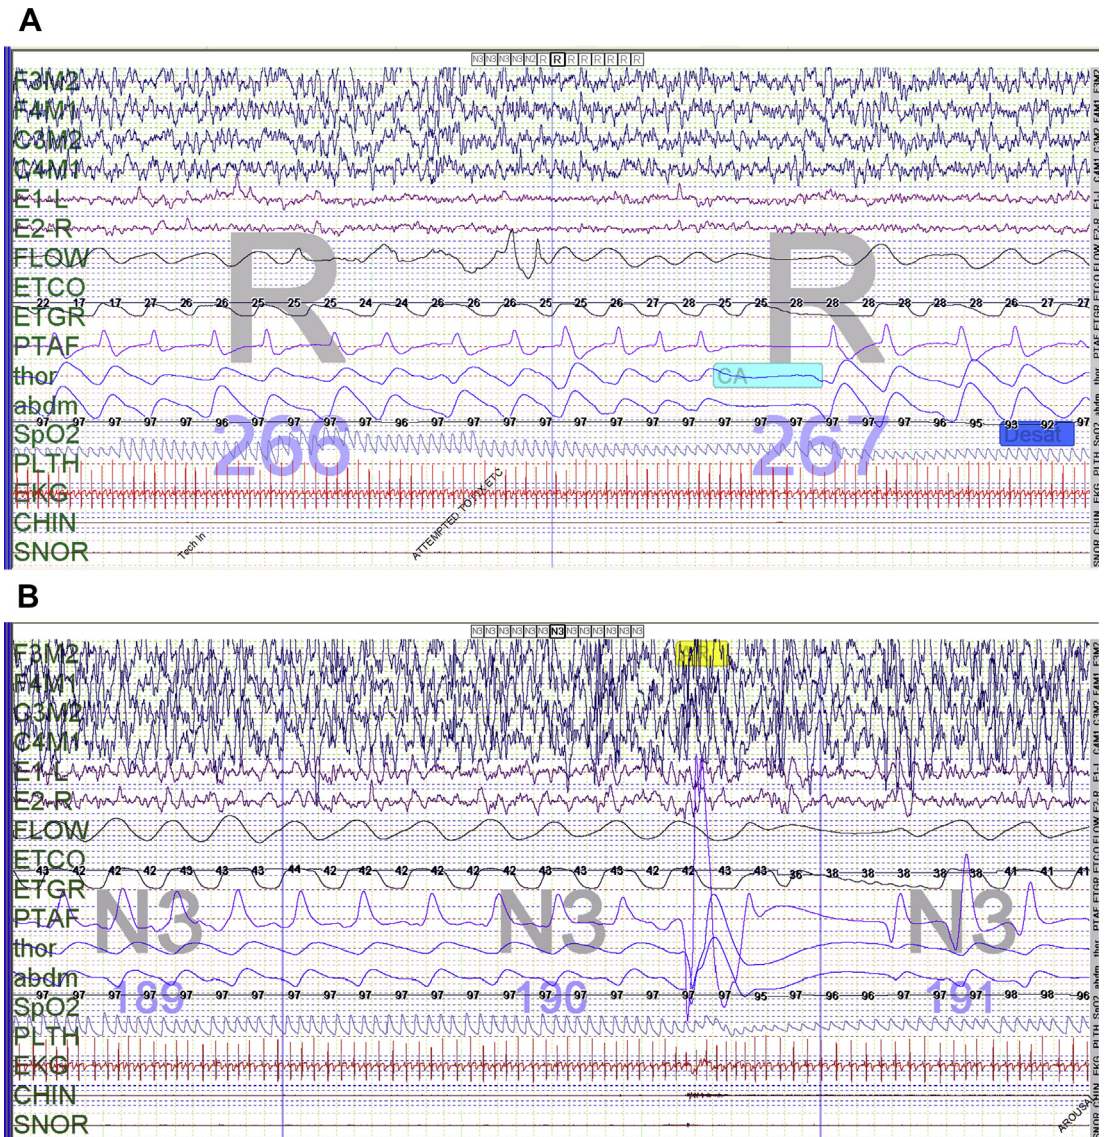 A
N3 N3 N3 N3 N2 R R R R R R R R
F3M2
F4M1
C3M2
C4M1
E1-L
E2-R
FLOW
R R
ETCO
22 17 17 27 26 26 25 25 25 24 24 26 26 25 25 26 27 28 25 25 28 28 28 28 28 26 27 27
ETGR
PTAF
thor
CA
abdm
97 97 97 96 97 97 97 96 97 97 97 97 97 97 97 97 97 97 97 96 95 93 92 97
SpO2
266 267
Desat
PLTH
EKG
CHIN
Tech In
ATTEMPTED TO FIX ETC
SNOR
B
N3 N3 N3 N3 N3 N3 N3 N3 N3 N3 N3 N3 N3
F3M2
F4M1
C3M2
C4M1
E1-L
E2-R
FLOW
ETCO
43 42 42 43 43 43 44 42 42 42 42 42 43 42 42 42 43 43 36 38 38 38 38 41 41 41
ETGR
N3 N3 N3
PTAF
thor
abdm
97 97 97 97 97 97 97 97 97 97 97 97 97 97 97 97 97 97 95 97 96 96 97 97 97 98 98 96
189 190 191
SpO2
PLTH
EKG
CHIN
AROUSAL
SNOR